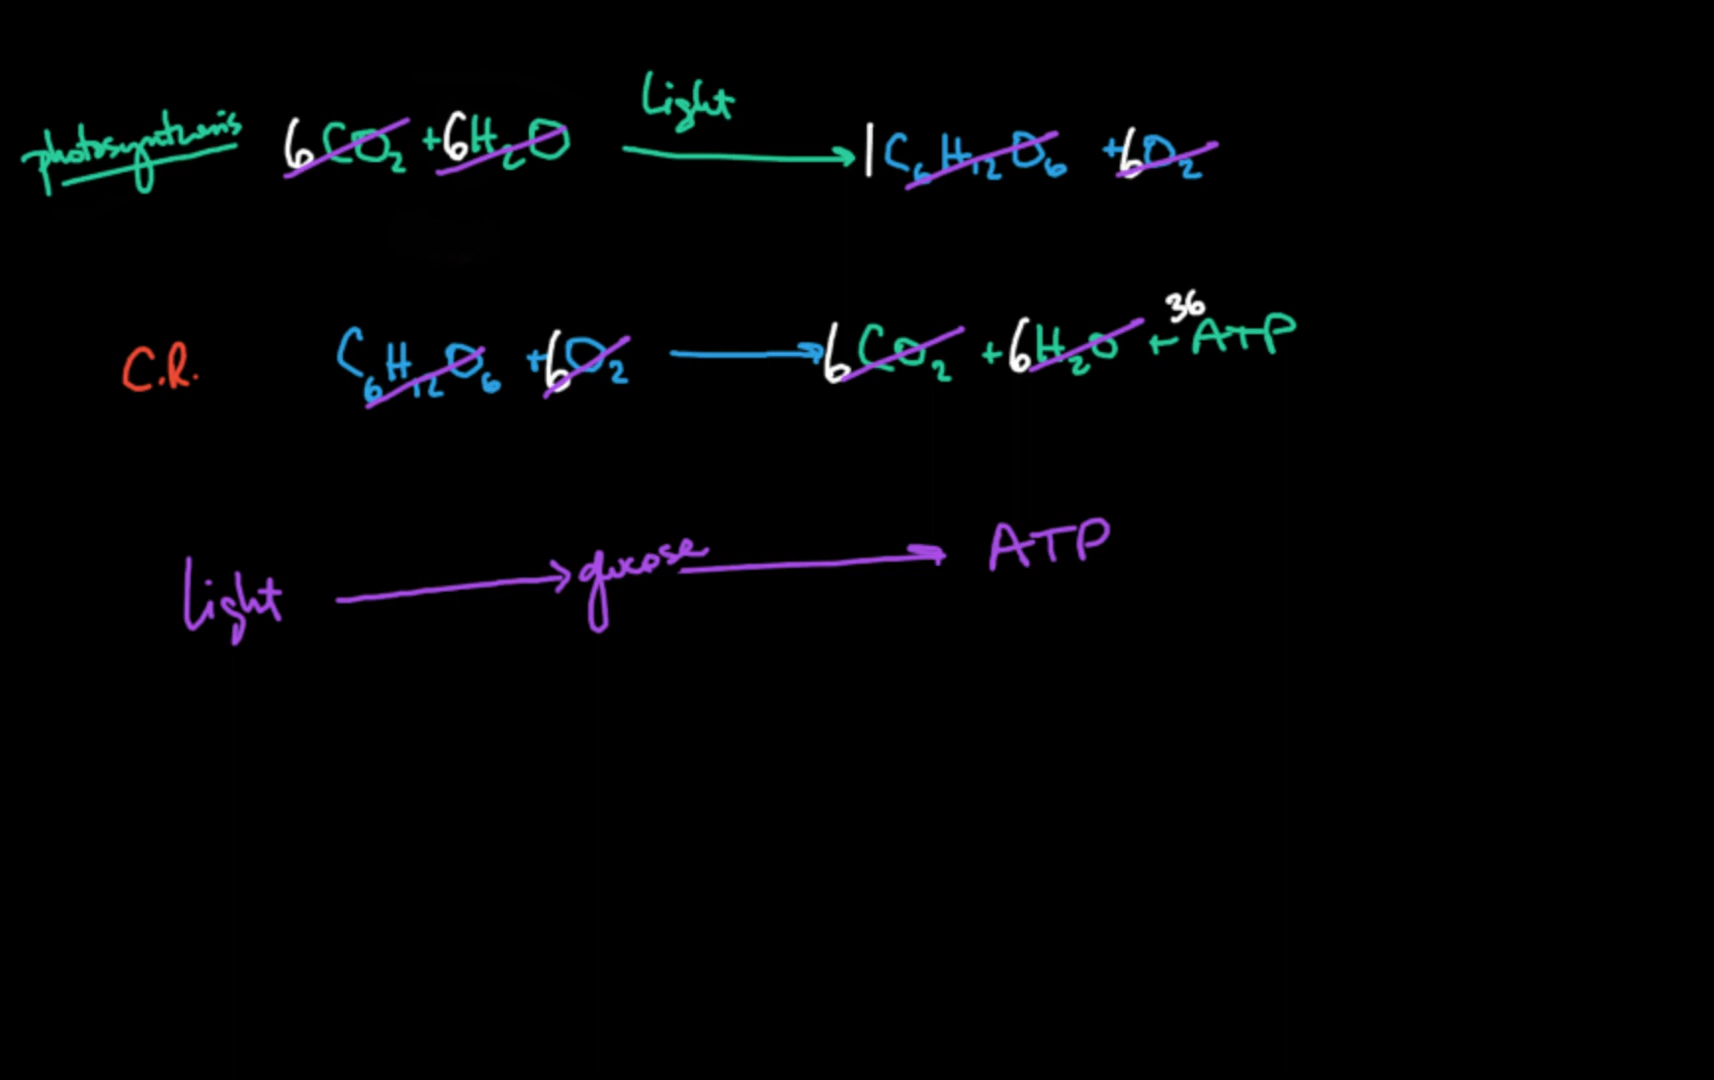 Light
photosynthesis 6CO₂ + 6H₂O → 1C₆H₁₂O₆ + 6O₂
36
C.R. C₆H₁₂O₆ + 6O₂ → 6CO₂ + 6H₂O + ATP
Light → glucose → ATP